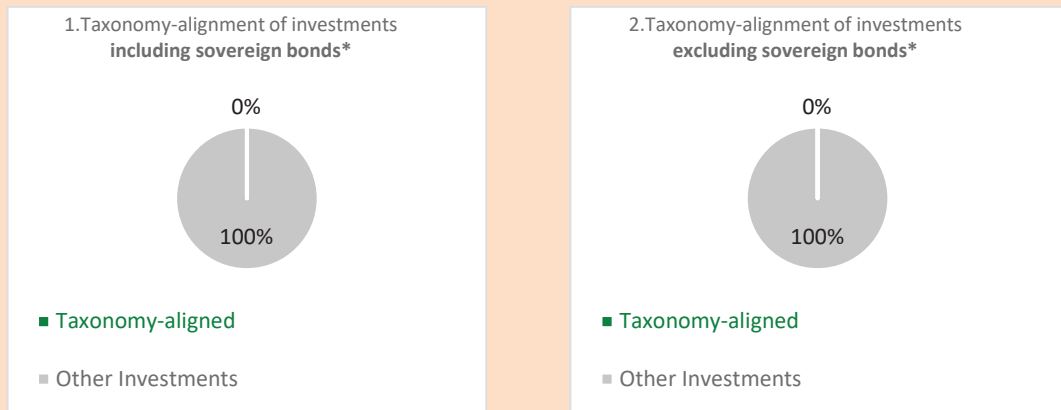 1.Taxonomy-alignment of investments
including sovereign bonds*
0%
100%
Taxonomy-aligned
Other Investments
2.Taxonomy-alignment of investments
excluding sovereign bonds*
0%
100%
Taxonomy-aligned
Other Investments